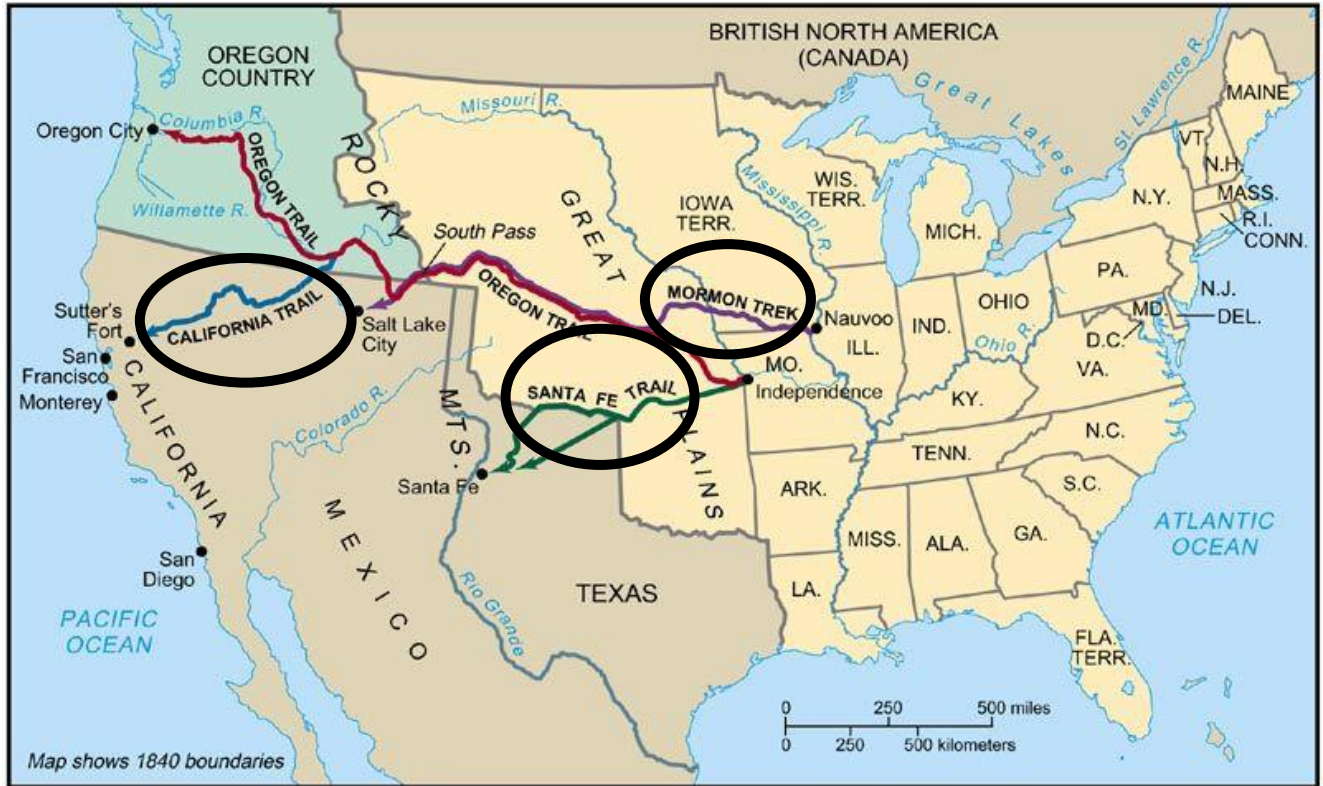 BRITISH NORTH AMERICA
(CANADA)
OREGON
COUNTRY
Great Lakes
St. Lawrence R.
MAINE
Missouri R.
Columbia R.
Oregon City
OREGON TRAIL
ROCKY
VT.
N.H.
MASS.
N.Y.
R.I.
CONN.
Mississippi R.
WIS.
TERR.
IOWA
TERR.
GREAT
Willamette R.
South Pass
MICH.
PA.
N.J.
OREGON TRAIL
MORMON TREK
OHIO
MD.
DEL.
Sutter's
Fort
CALIFORNIA TRAIL
Salt Lake
City
Nauvoo
ILL.
IND.
Ohio R.
D.C.
San
Francisco
Monterey
MO.
Independence
VA.
SANTA FE TRAIL
KY.
Colorado R.
MTS.
PLAINS
CALIFORNIA
N.C.
TENN.
Santa Fe
ARK.
S.C.
MEXICO
MISS.
ALA.
GA.
ATLANTIC
OCEAN
San
Diego
Rio Grande
TEXAS
LA.
PACIFIC
OCEAN
FLA.
TERR.
0 250 500 miles
0 250 500 kilometers
Map shows 1840 boundaries